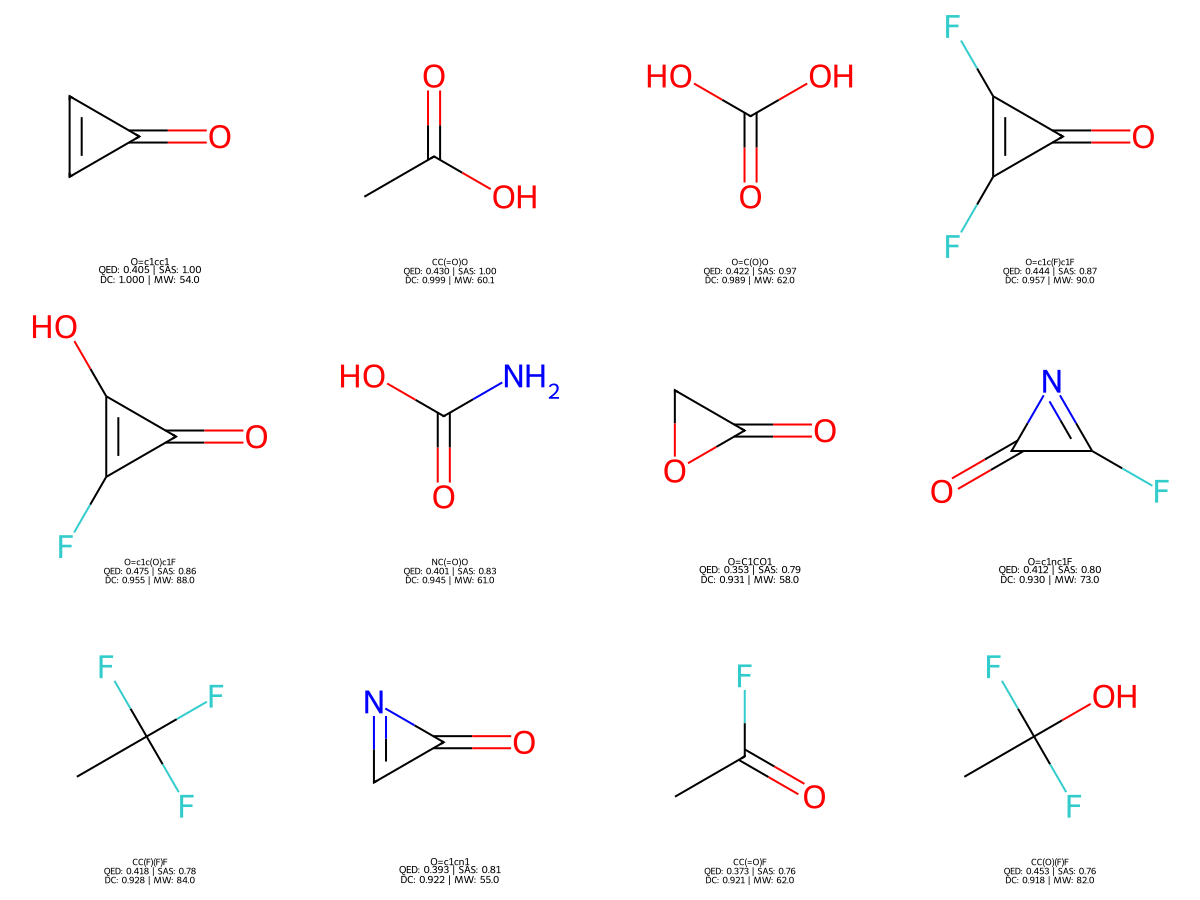 F
O
HO OH
O
O
OH
O
F
O=c1cc1
QED: 0.405 | SAS: 1.00
DC: 1.000 | MW: 54.0
CC(=O)O
QED: 0.430 | SAS: 1.00
DC: 0.999 | MW: 60.1
O=C(O)O
QED: 0.422 | SAS: 0.97
DC: 0.989 | MW: 62.0
O=c1c(F)c1F
QED: 0.444 | SAS: 0.87
DC: 0.957 | MW: 90.0
HO
O
F
HO NH2
O
O
O
N
O
F
O=c1c(O)c1F
QED: 0.475 | SAS: 0.86
DC: 0.955 | MW: 88.0
NC(=O)O
QED: 0.401 | SAS: 0.83
DC: 0.945 | MW: 61.0
O=C1CO1
QED: 0.353 | SAS: 0.79
DC: 0.931 | MW: 58.0
O=c1nc1F
QED: 0.412 | SAS: 0.80
DC: 0.930 | MW: 73.0
F
F
F
N
O
F
O
F
OH
F
CC(F)(F)F
QED: 0.418 | SAS: 0.78
DC: 0.928 | MW: 84.0
O=c1cn1
QED: 0.393 | SAS: 0.81
DC: 0.922 | MW: 55.0
CC(=O)F
QED: 0.373 | SAS: 0.76
DC: 0.921 | MW: 62.0
CC(O)(F)F
QED: 0.453 | SAS: 0.76
DC: 0.918 | MW: 82.0